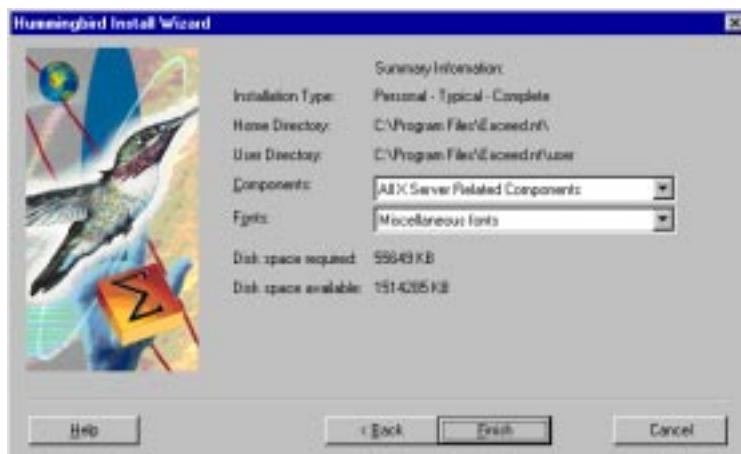 Hummingbird Install Wizard
Summary Information:
Installation Type: Personal - Typical - Complete
Home Directory: C:\Program Files\Exceed.nt\
User Directory: C:\Program Files\Exceed.nt\user
Components: All X Server Related Components
Fonts: Miscellaneous fonts
Disk space required: 55649 KB
Disk space available: 1514285 KB
Help
< Back
Finish
Cancel